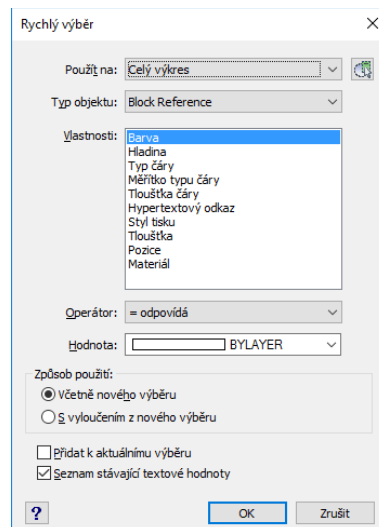 Rychlý výběr
Použít na: Celý výkres
Typ objektu: Block Reference
Vlastnosti: Barva
Hladina
Typ čáry
Měřítko typu čáry
Tloušťka čáry
Hypertextový odkaz
Styl tisku
Tloušťka
Pozice
Materiál
Operátor: = odpovídá
Hodnota: BYLAYER
Způsob použití:
Včetně nového výběru
S vyloučením z nového výběru
Přidat k aktuálnímu výběru
Seznam stávající textové hodnoty
? OK Zrušit